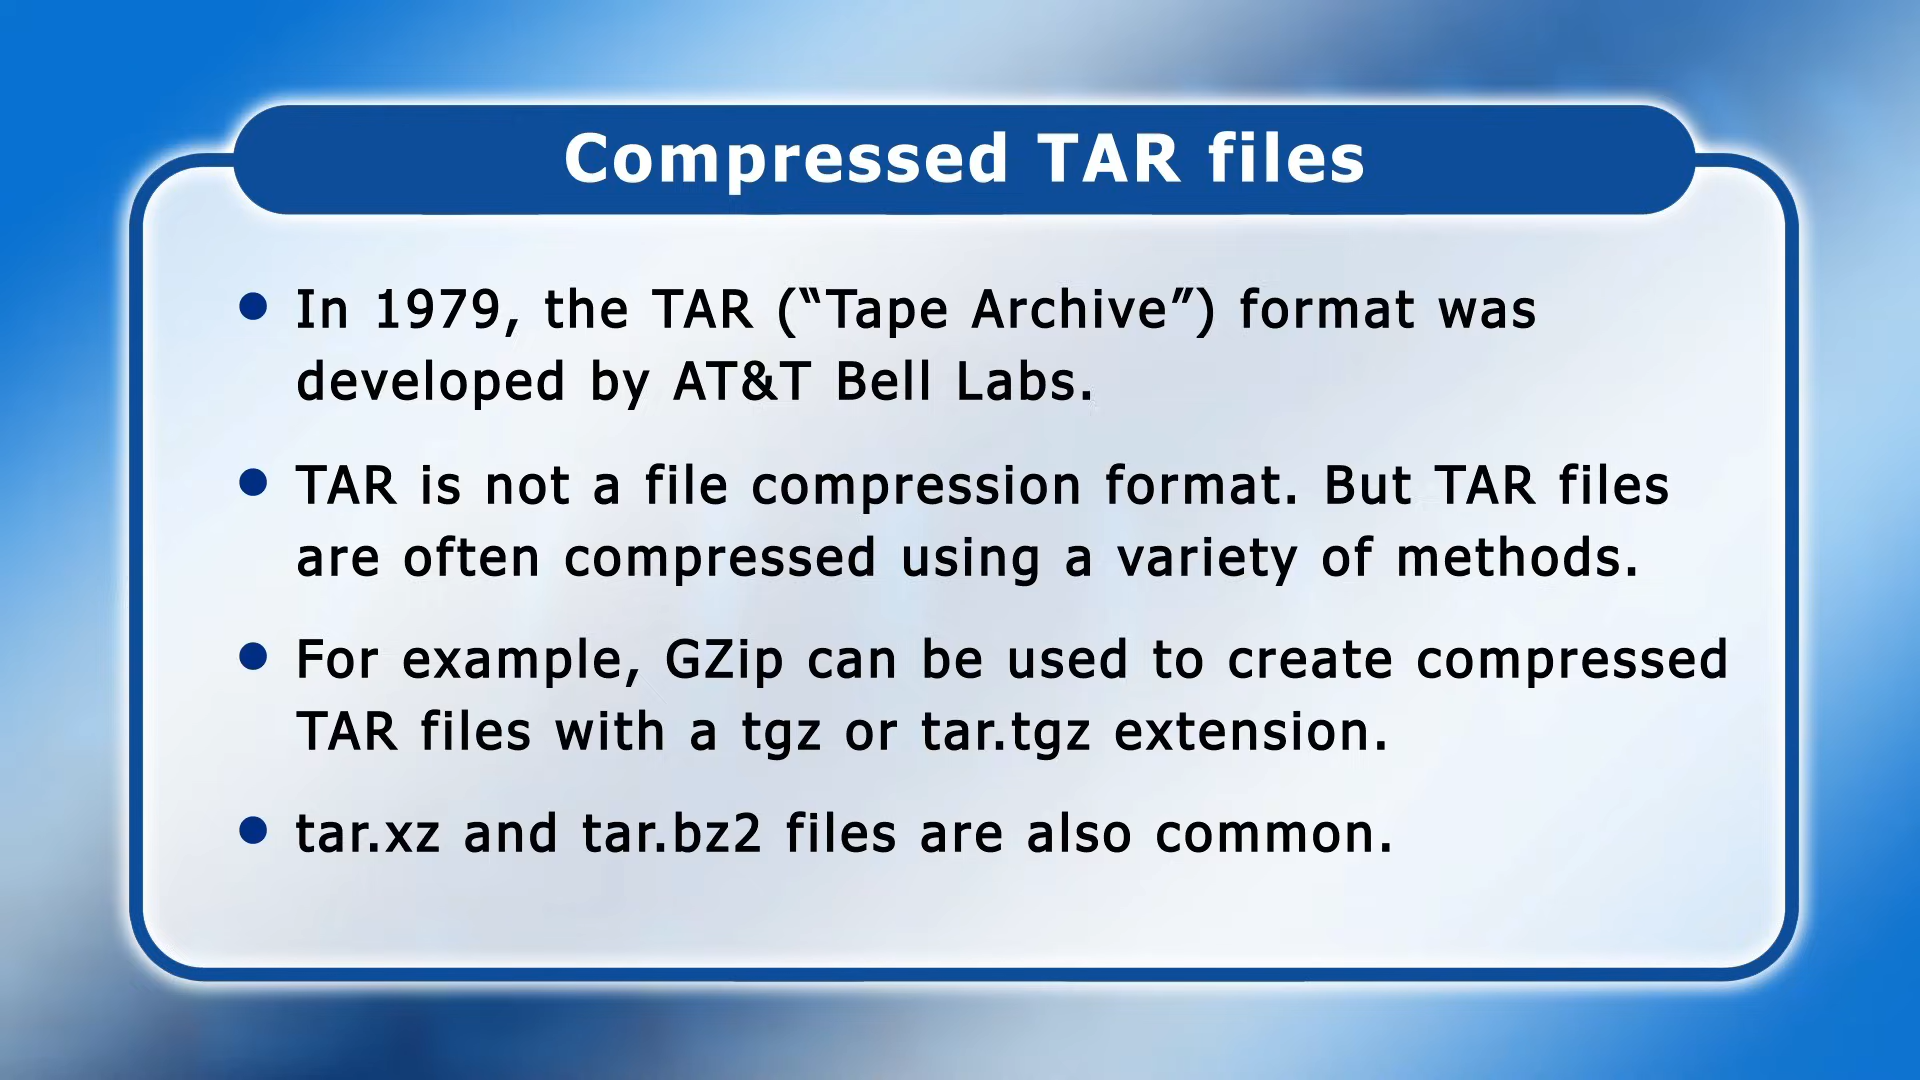 Compressed TAR files
• In 1979, the TAR (“Tape Archive”) format was
developed by AT&T Bell Labs.
• TAR is not a file compression format. But TAR files
are often compressed using a variety of methods.
• For example, GZip can be used to create compressed
TAR files with a tgz or tar.tgz extension.
• tar.xz and tar.bz2 files are also common.